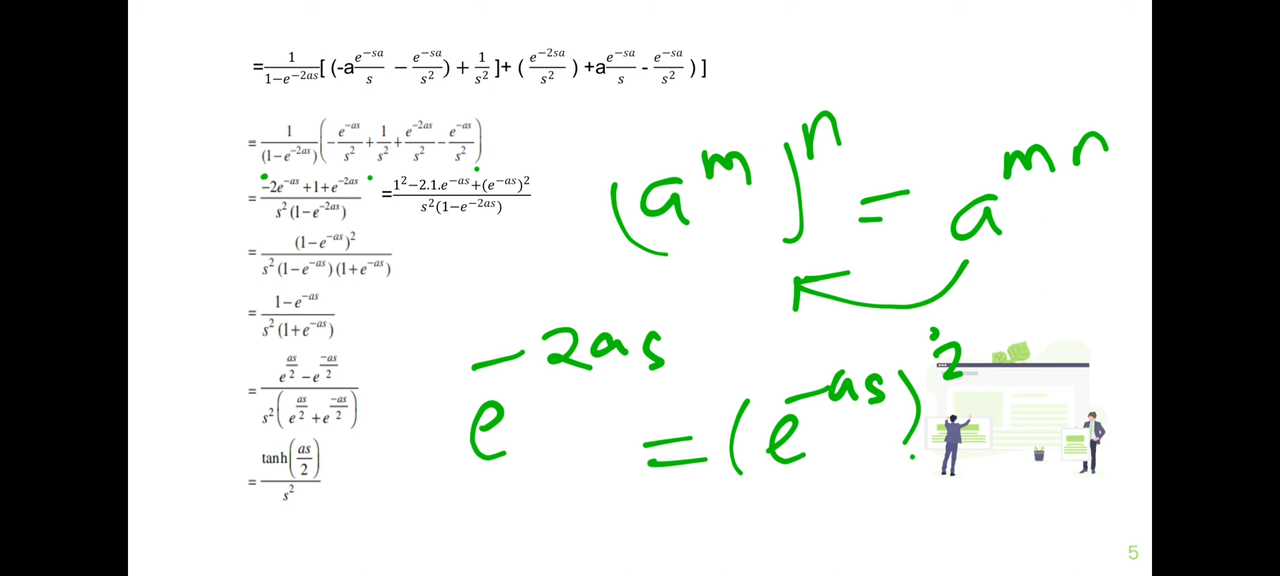 =1/(1−e^{−2as})[ (-a e^{−sa}/s − e^{−sa}/s²) + 1/s² ]+ ( e^{−2sa}/s² ) +a e^{−sa}/s - e^{−sa}/s² ) ]
= 1/(1−e^{−2as}) (−e^{−as}/s² + 1/s² + e^{−2as}/s² − e^{−as}/s²)
= (−2e^{−as} +1+e^{−2as})/(s² (1−e^{−2as})) = (1²−2.1.e^{−as}+(e^{−as})²)/(s²(1−e^{−2as}))
= (1−e^{−as})²/(s² (1−e^{−as})(1+e^{−as}))
= (1−e^{−as})/(s² (1+e^{−as}))
= (e^{as/2} − e^{−as/2})/(s² (e^{as/2} + e^{−as/2}))
= tanh(as/2)/s²
(a^m)^n = a^{mn}
e^{−2as} = (e^{−as})^2
5